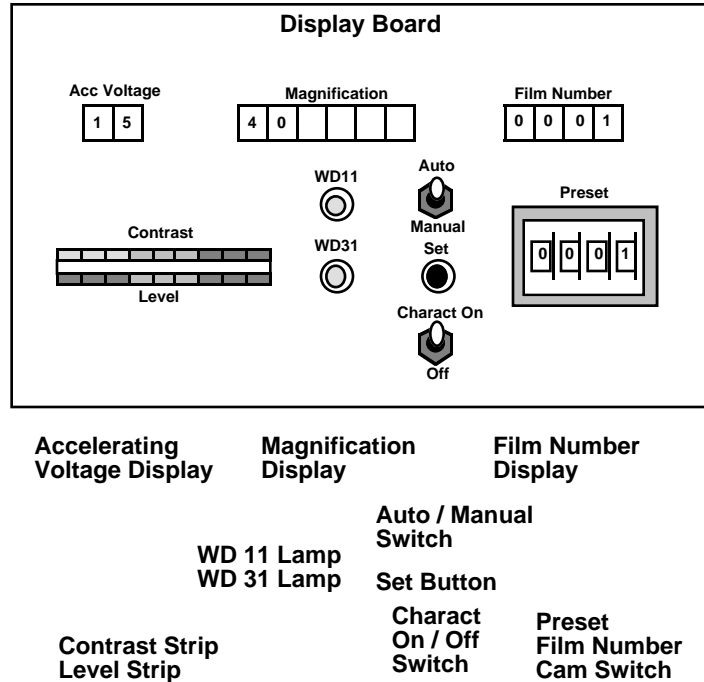 Display Board
Acc Voltage
Magnification
Film Number
1 5
4 0
0 0 0 1
WD11
Auto
Manual
Preset
Contrast
WD31
Set
0 0 0 1
Level
Charact On
Off
Accelerating
Voltage Display
Magnification
Display
Film Number
Display
Auto / Manual
Switch
WD 11 Lamp
WD 31 Lamp
Set Button
Charact
On / Off
Switch
Preset
Film Number
Cam Switch
Contrast Strip
Level Strip